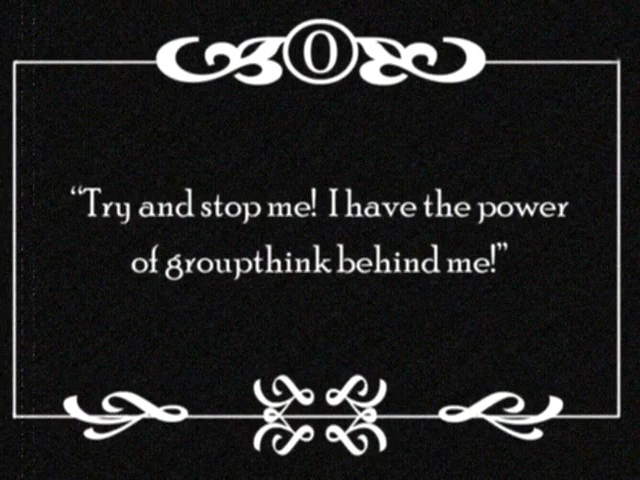 O
“Try and stop me! I have the power
of groupthink behind me!”